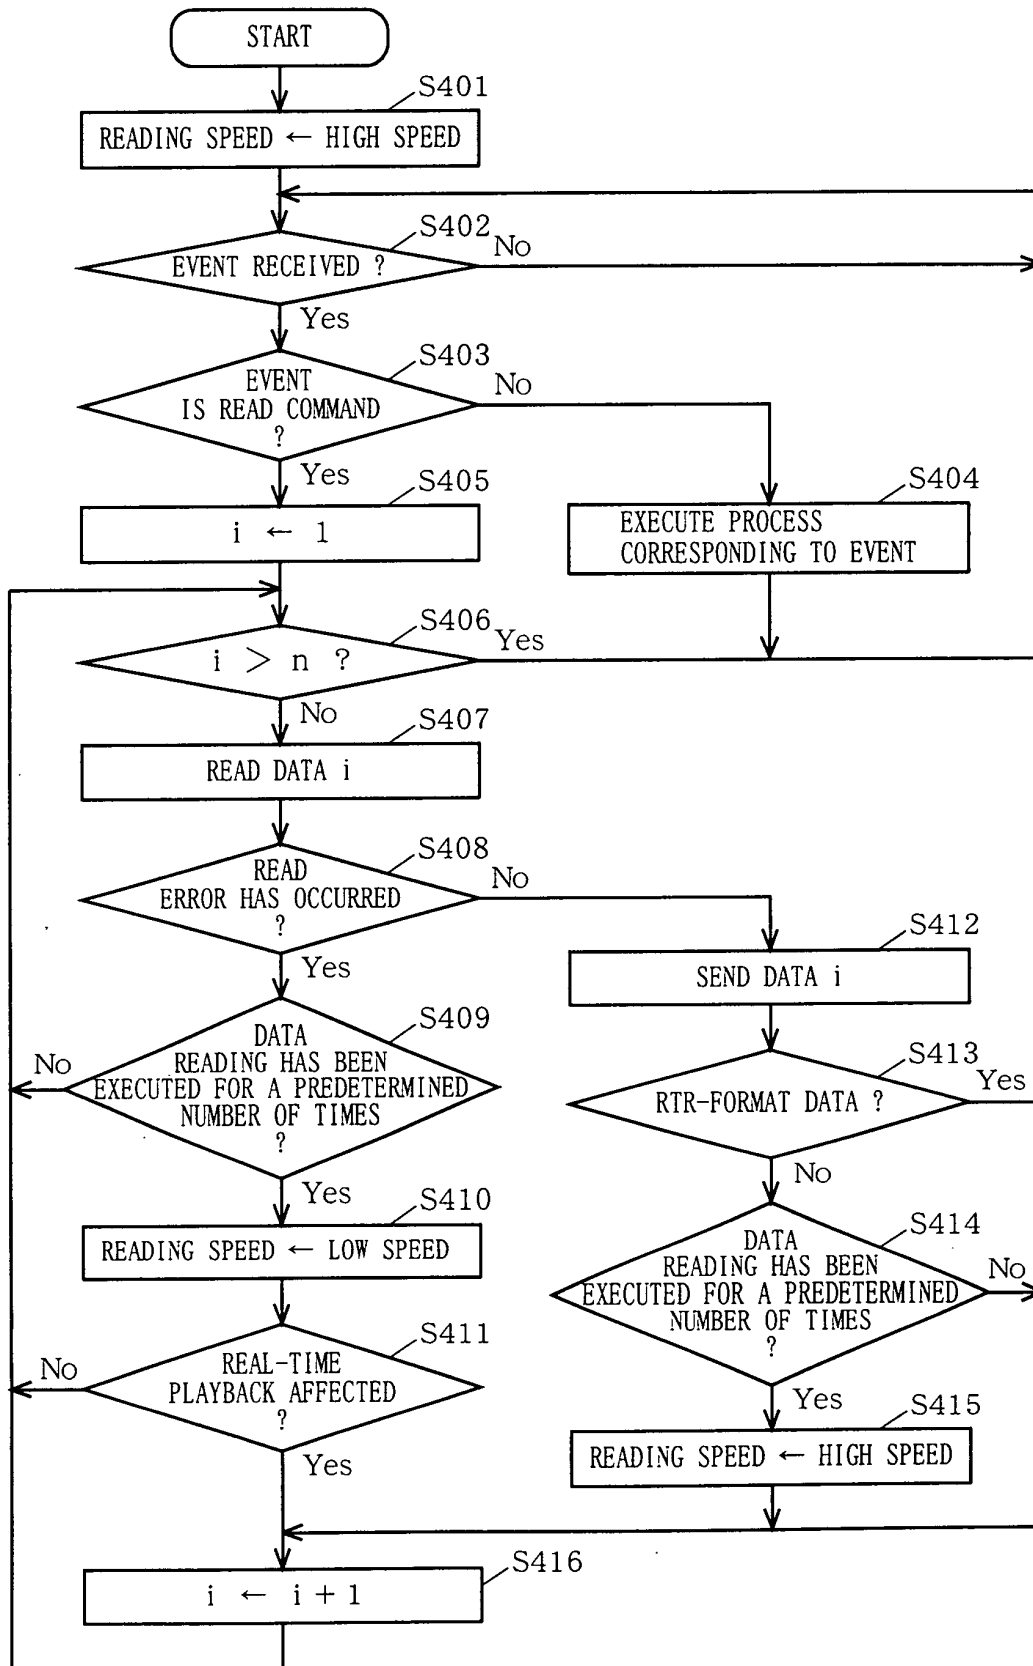 START
S401
READING SPEED ← HIGH SPEED
S402
EVENT RECEIVED ?
No
Yes
S403
EVENT
IS READ COMMAND
?
No
Yes
S405
i ← 1
S404
EXECUTE PROCESS
CORRESPONDING TO EVENT
S406
i > n ?
Yes
No
S407
READ DATA i
S408
READ
ERROR HAS OCCURRED
?
No
Yes
S412
SEND DATA i
S409
DATA
READING HAS BEEN
EXECUTED FOR A PREDETERMINED
NUMBER OF TIMES
?
No
Yes
S413
RTR-FORMAT DATA ?
Yes
No
S410
READING SPEED ← LOW SPEED
S414
DATA
READING HAS BEEN
EXECUTED FOR A PREDETERMINED
NUMBER OF TIMES
?
No
Yes
S411
REAL-TIME
PLAYBACK AFFECTED
?
No
Yes
S415
READING SPEED ← HIGH SPEED
S416
i ← i + 1